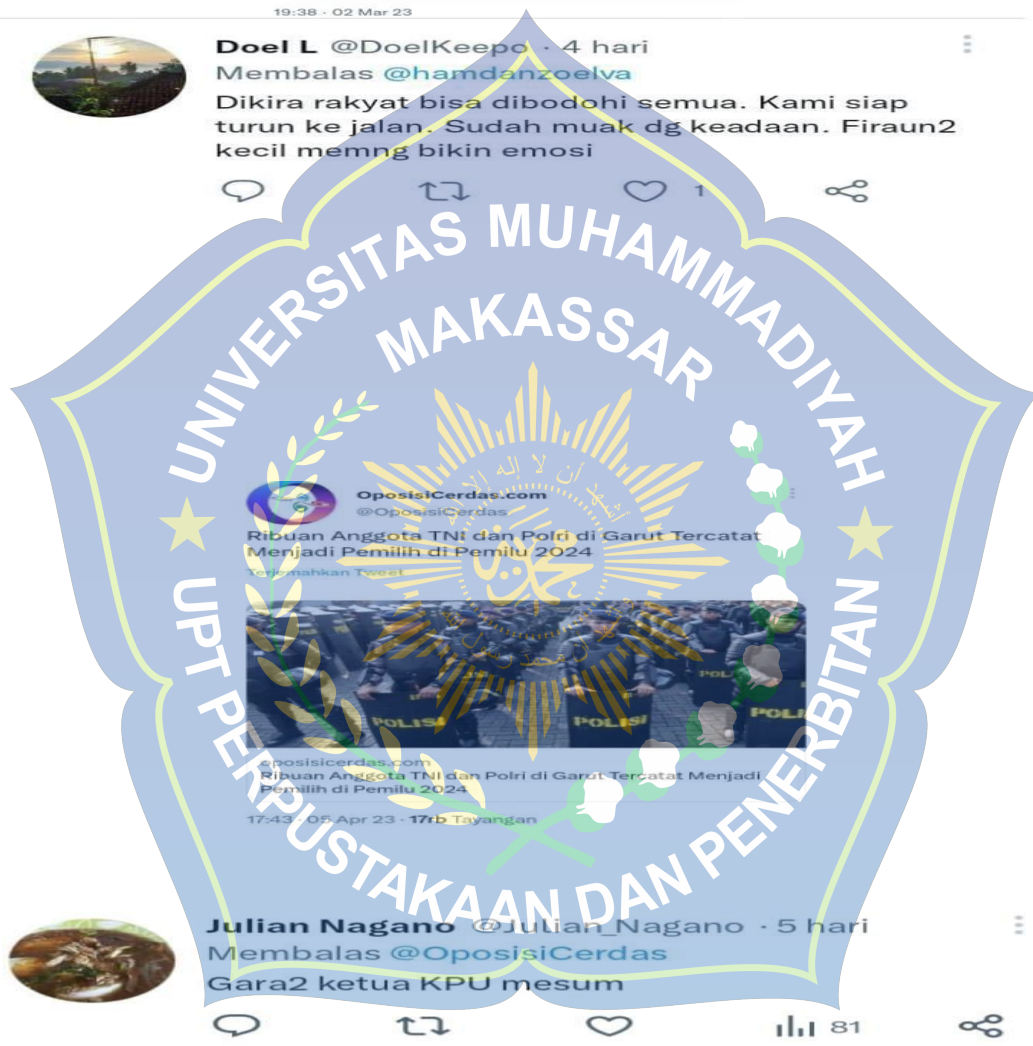 19:38 · 02 Mar 23
Doel L @DoelKeepo · 4 hari
Membalas @hamdanzoelva
Dikira rakyat bisa dibodohi semua. Kami siap
turun ke jalan. Sudah muak dg keadaan. Firaun2
kecil memng bikin emosi
1
UNIVERSITAS MUHAMMADIYAH
MAKASSAR
OposisiCerdas.com
@OposisiCerdas
Ribuan Anggota TNI dan Polri di Garut Tercatat
Menjadi Pemilih di Pemilu 2024
Terjemahkan Tweet
محمد
POLISI
POLISI
POL
POLI
oposisicerdas.com
Ribuan Anggota TNI dan Polri di Garut Tercatat Menjadi
Pemilih di Pemilu 2024
17:43 · 05 Apr 23 · 17rb Tayangan
UPT PERPUSTAKAAN DAN PENERBITAN
Julian Nagano @Julian_Nagano · 5 hari
Membalas @OposisiCerdas
Gara2 ketua KPU mesum
81